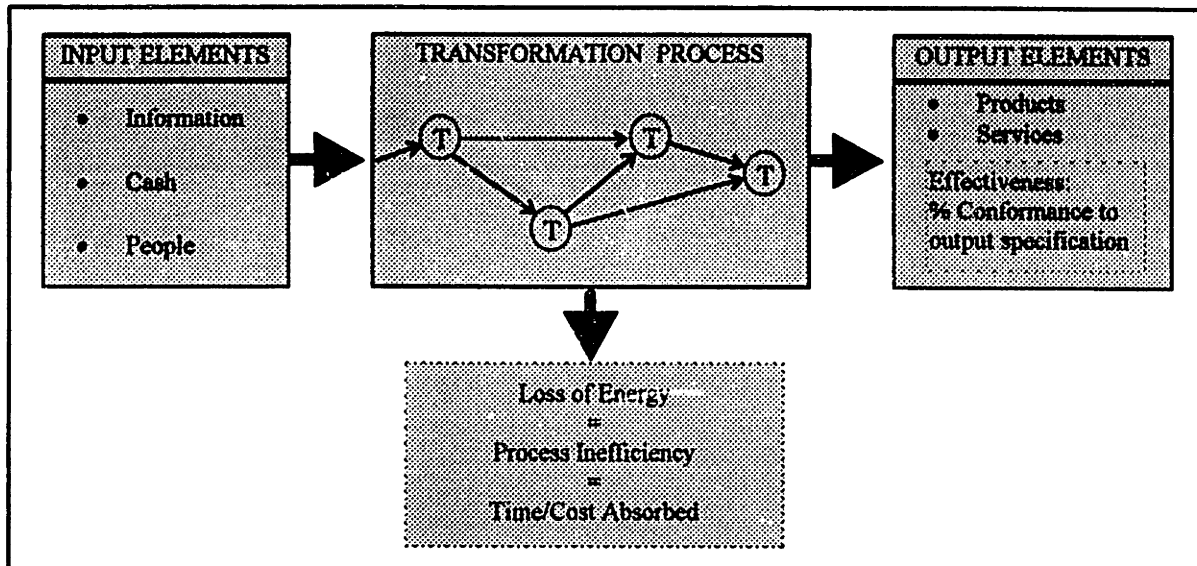 INPUT ELEMENTS
• Information
• Cash
• People
TRANSFORMATION PROCESS
T
T
T
T
OUTPUT ELEMENTS
• Products
• Services
Effectiveness:
% Conformance to
output specification
Loss of Energy
=
Process Inefficiency
=
Time/Cost Absorbed